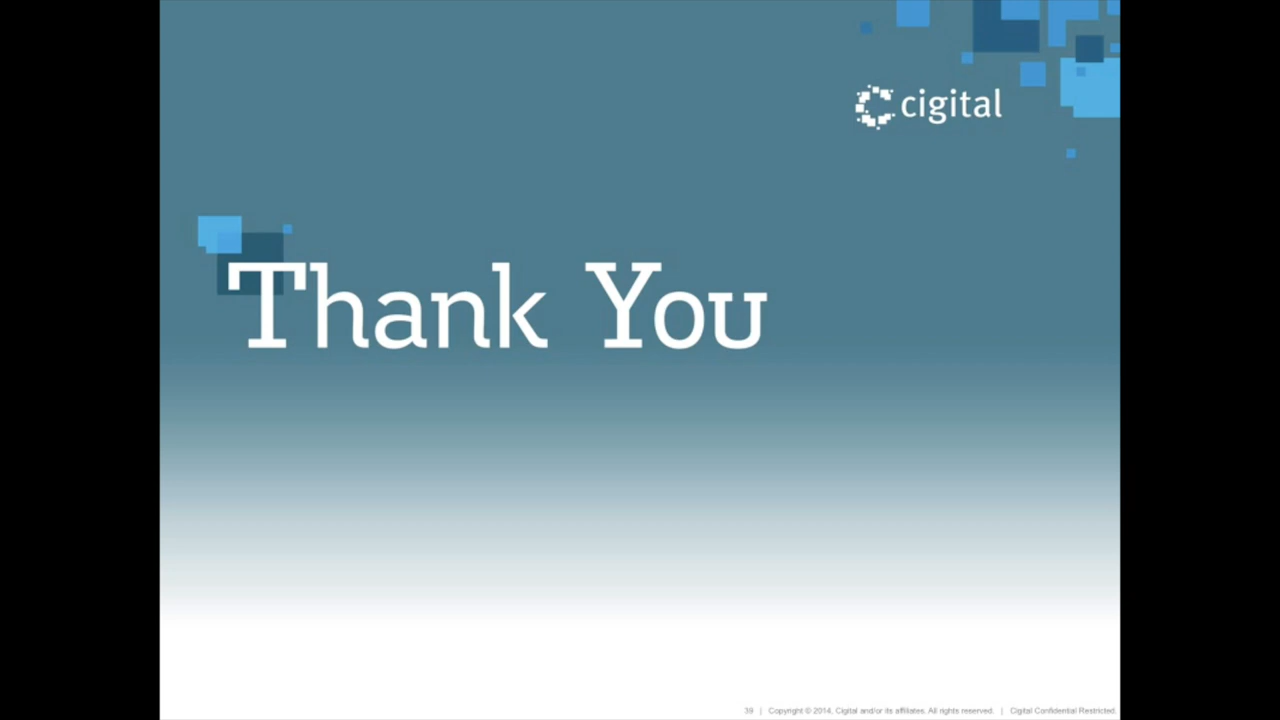 cigital
Thank You
39 | Copyright © 2014, Cigital and/or its affiliates. All rights reserved. | Cigital Confidential Restricted.